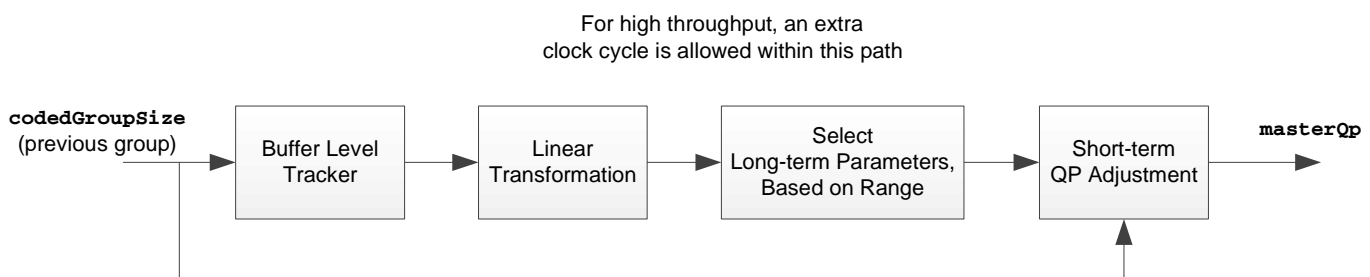 For high throughput, an extra
clock cycle is allowed within this path
codedGroupSize
(previous group)
Buffer Level
Tracker
Linear
Transformation
Select
Long-term Parameters,
Based on Range
Short-term
QP Adjustment
masterQp